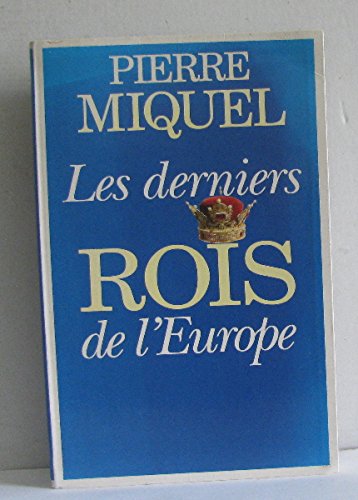 PIERRE
MIQUEL
Les derniers
ROIS
de l'Europe